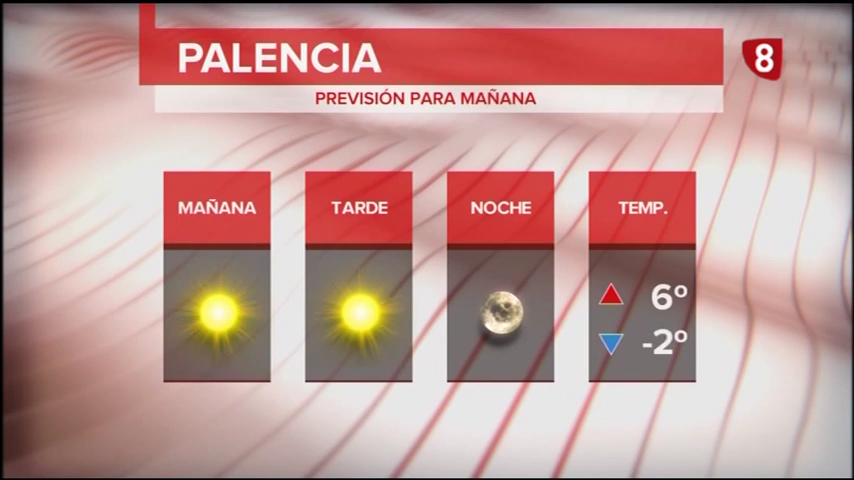 PALENCIA
8
PREVISIÓN PARA MAÑANA
MAÑANA
TARDE
NOCHE
TEMP.
6º
-2º